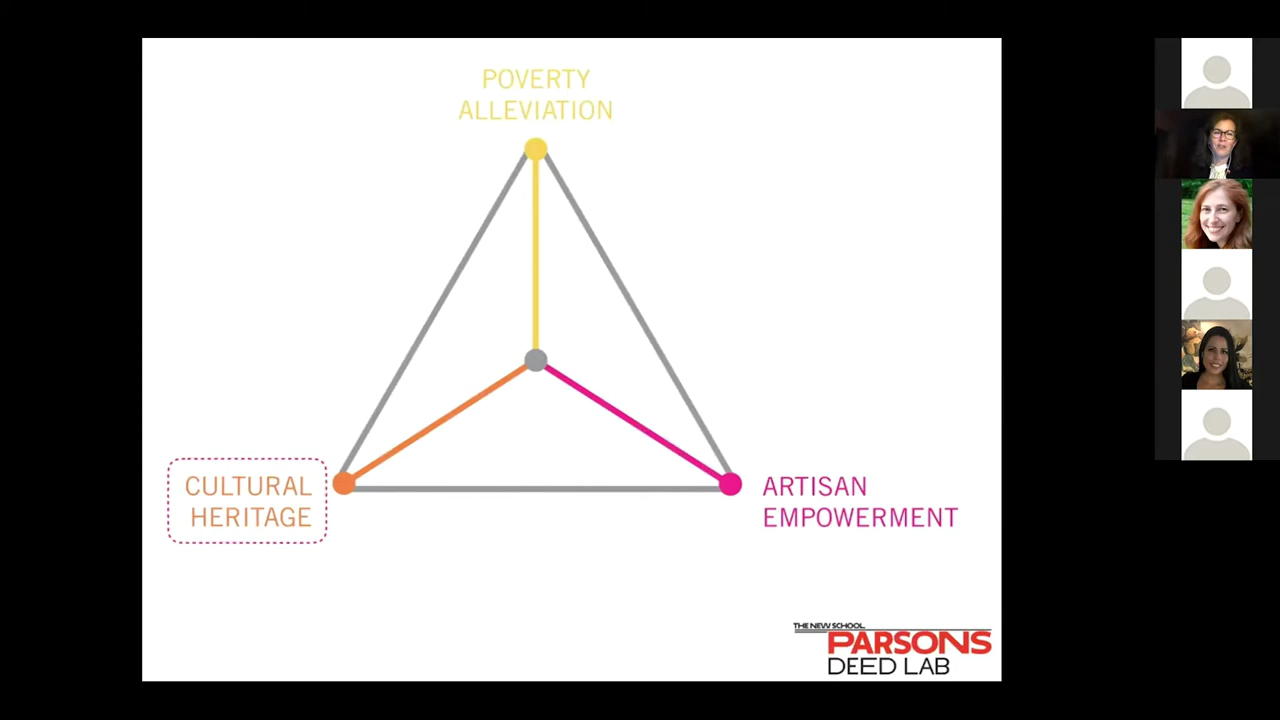 POVERTY
ALLEVIATION
CULTURAL
HERITAGE
ARTISAN
EMPOWERMENT
THE NEW SCHOOL
PARSONS
DEED LAB